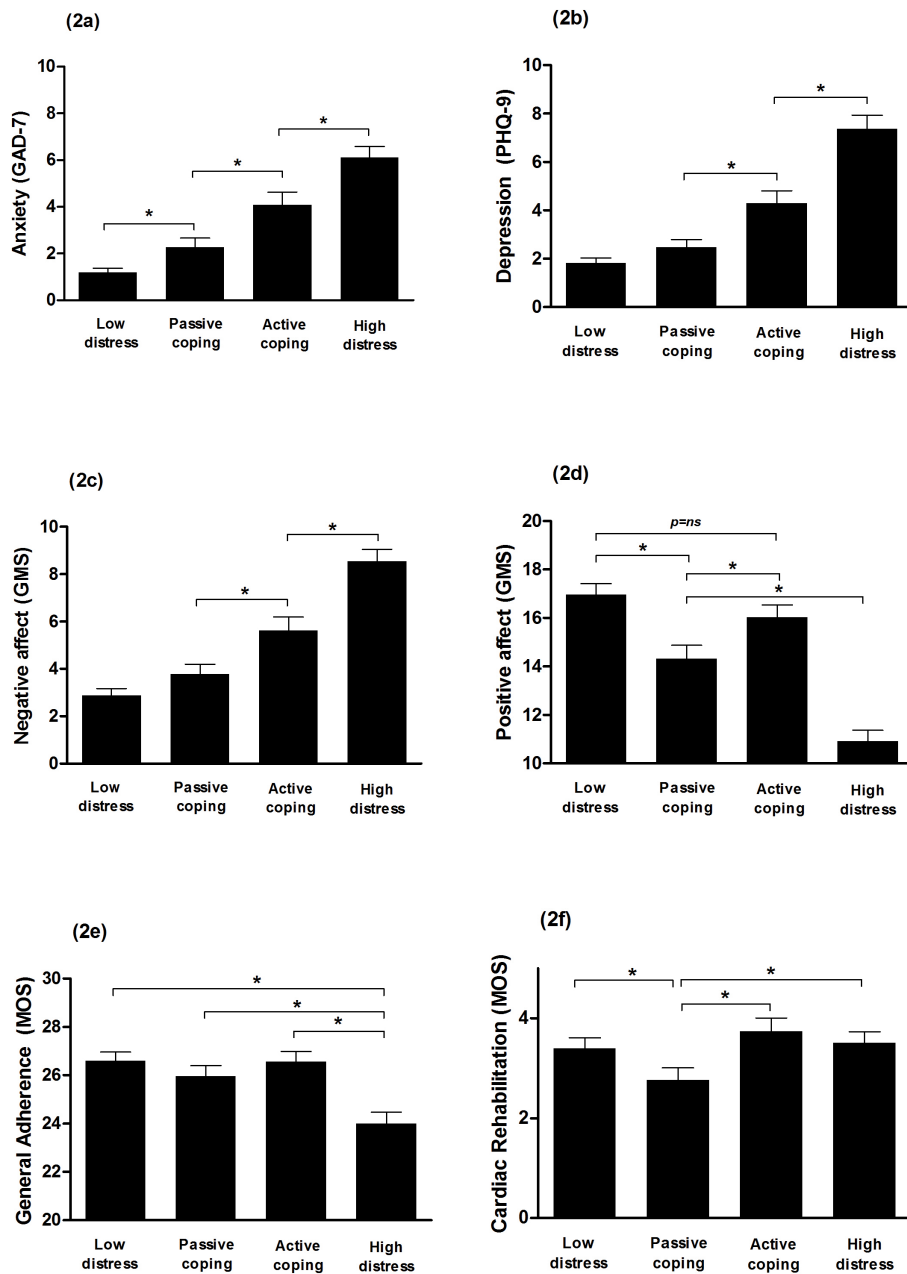 (2a)
Anxiety (GAD-7)
10
8
6
4
2
0
*
*
*
Low
distress
Passive
coping
Active
coping
High
distress
(2b)
Depression (PHQ-9)
10
8
6
4
2
0
*
*
Low
distress
Passive
coping
Active
coping
High
distress
(2c)
Negative affect (GMS)
10
8
6
4
2
0
*
*
Low
distress
Passive
coping
Active
coping
High
distress
(2d)
Positive affect (GMS)
20
18
16
14
12
10
p=ns
*
*
*
Low
distress
Passive
coping
Active
coping
High
distress
(2e)
General Adherence (MOS)
30
28
26
24
22
20
*
*
*
Low
distress
Passive
coping
Active
coping
High
distress
(2f)
Cardiac Rehabilitation (MOS)
4
2
0
*
*
*
Low
distress
Passive
coping
Active
coping
High
distress